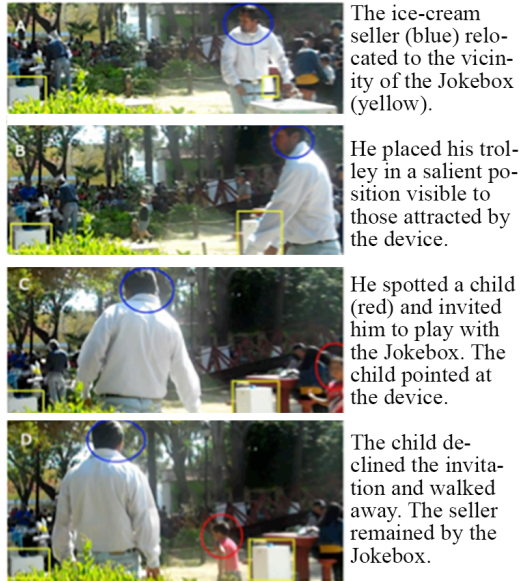 A
The ice-cream
seller (blue) relo-
cated to the vicin-
ity of the Jokebox
(yellow).
B
He placed his trol-
ley in a salient po-
sition visible to
those attracted by
the device.
C
He spotted a child
(red) and invited
him to play with
the Jokebox. The
child pointed at
the device.
D
The child de-
clined the invita-
tion and walked
away. The seller
remained by the
Jokebox.